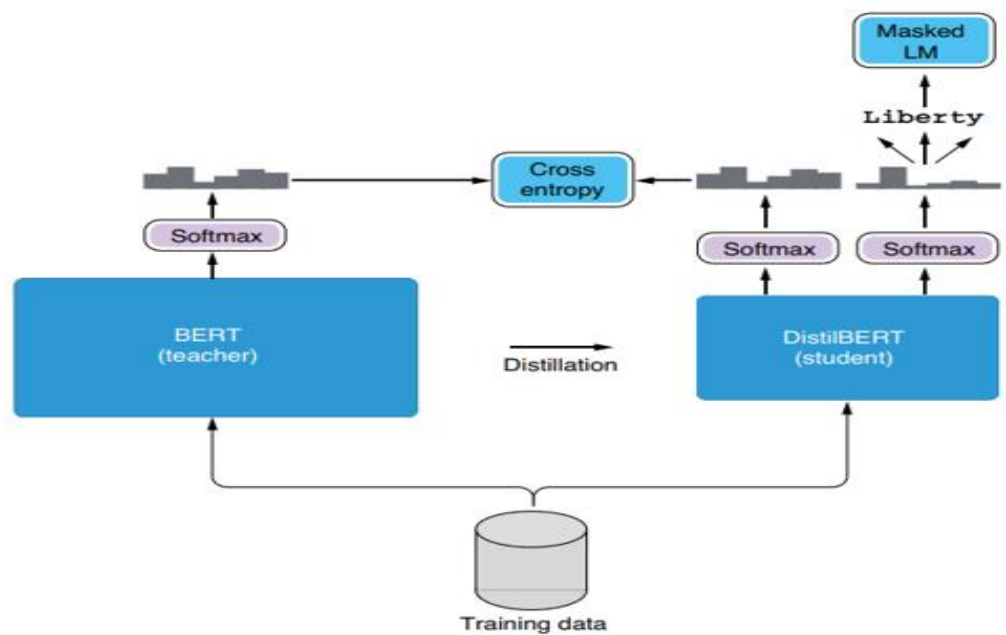 Masked
LM
Liberty
Cross
entropy
Softmax
Softmax
Softmax
BERT
(teacher)
Distillation
DistilBERT
(student)
Training data